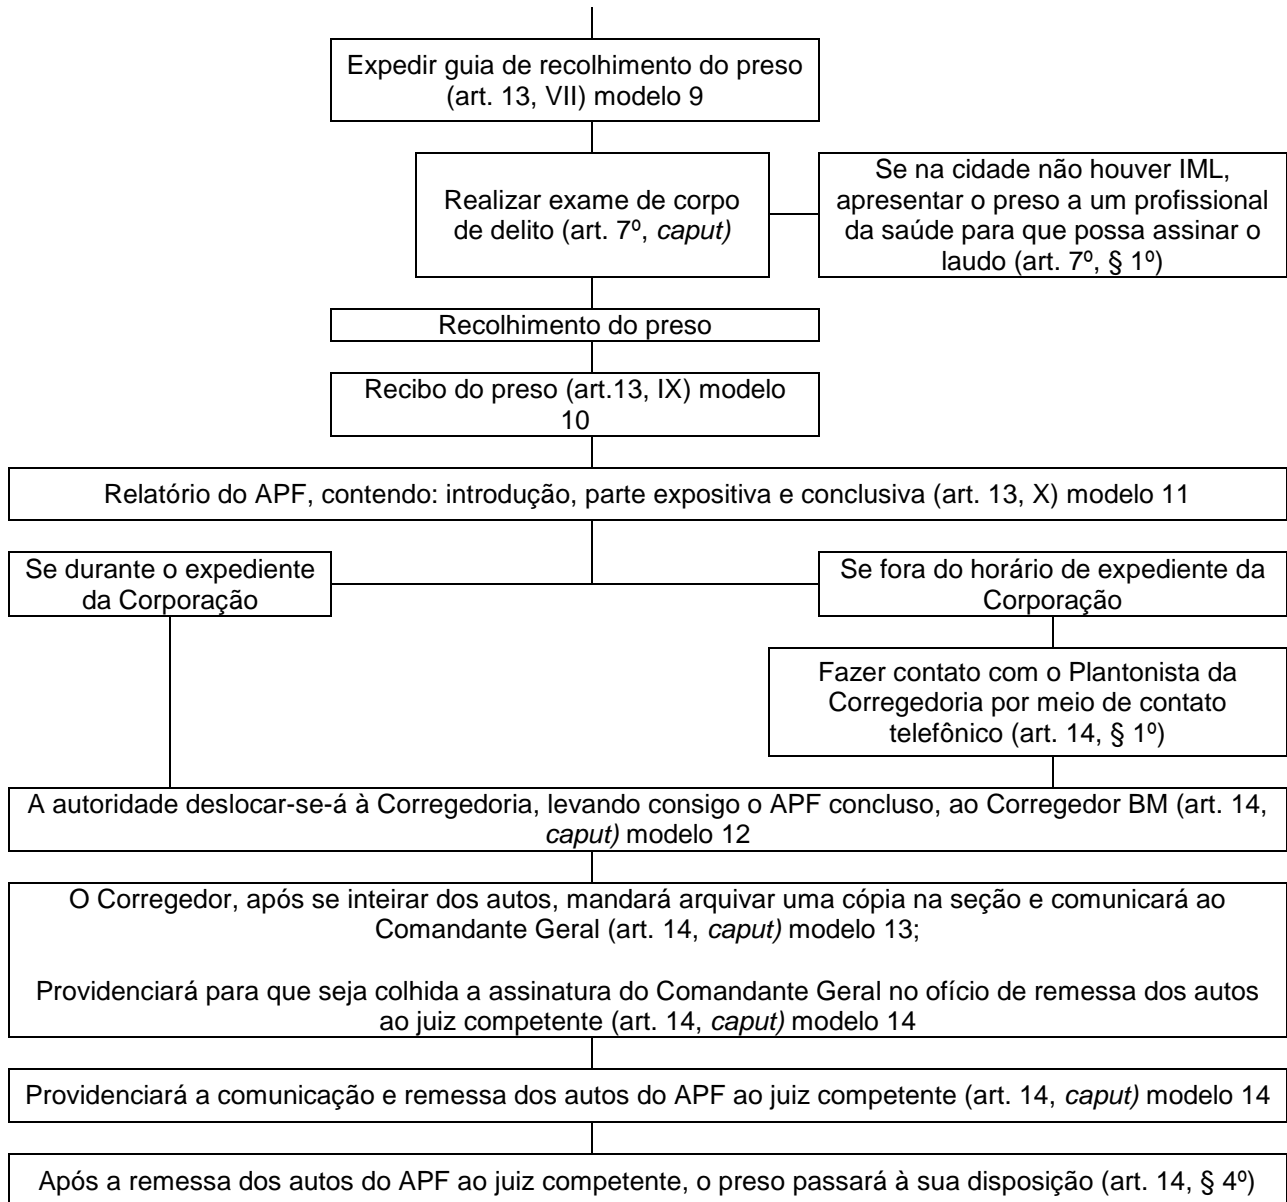 Expedir guia de recolhimento do preso
(art. 13, VII) modelo 9
Realizar exame de corpo
de delito (art. 7º, caput)
Se na cidade não houver IML,
apresentar o preso a um profissional
da saúde para que possa assinar o
laudo (art. 7º, § 1º)
Recolhimento do preso
Recibo do preso (art.13, IX) modelo
10
Relatório do APF, contendo: introdução, parte expositiva e conclusiva (art. 13, X) modelo 11
Se durante o expediente
da Corporação
Se fora do horário de expediente da
Corporação
Fazer contato com o Plantonista da
Corregedoria por meio de contato
telefônico (art. 14, § 1º)
A autoridade deslocar-se-á à Corregedoria, levando consigo o APF concluso, ao Corregedor BM (art. 14,
caput) modelo 12
O Corregedor, após se inteirar dos autos, mandará arquivar uma cópia na seção e comunicará ao
Comandante Geral (art. 14, caput) modelo 13;
Providenciará para que seja colhida a assinatura do Comandante Geral no ofício de remessa dos autos
ao juiz competente (art. 14, caput) modelo 14
Providenciará a comunicação e remessa dos autos do APF ao juiz competente (art. 14, caput) modelo 14
Após a remessa dos autos do APF ao juiz competente, o preso passará à sua disposição (art. 14, § 4º)